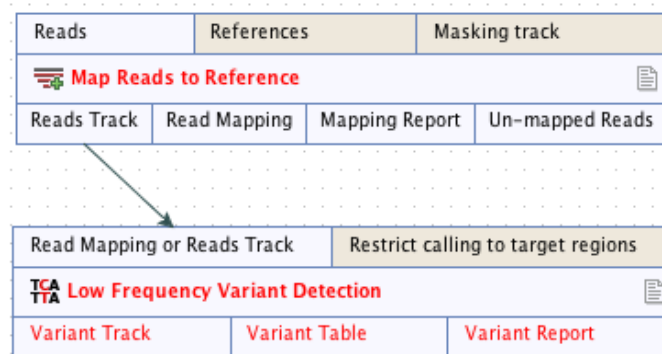 Reads References Masking track
Map Reads to Reference
Reads Track Read Mapping Mapping Report Un-mapped Reads
Read Mapping or Reads Track Restrict calling to target regions
TCA
TTA Low Frequency Variant Detection
Variant Track Variant Table Variant Report